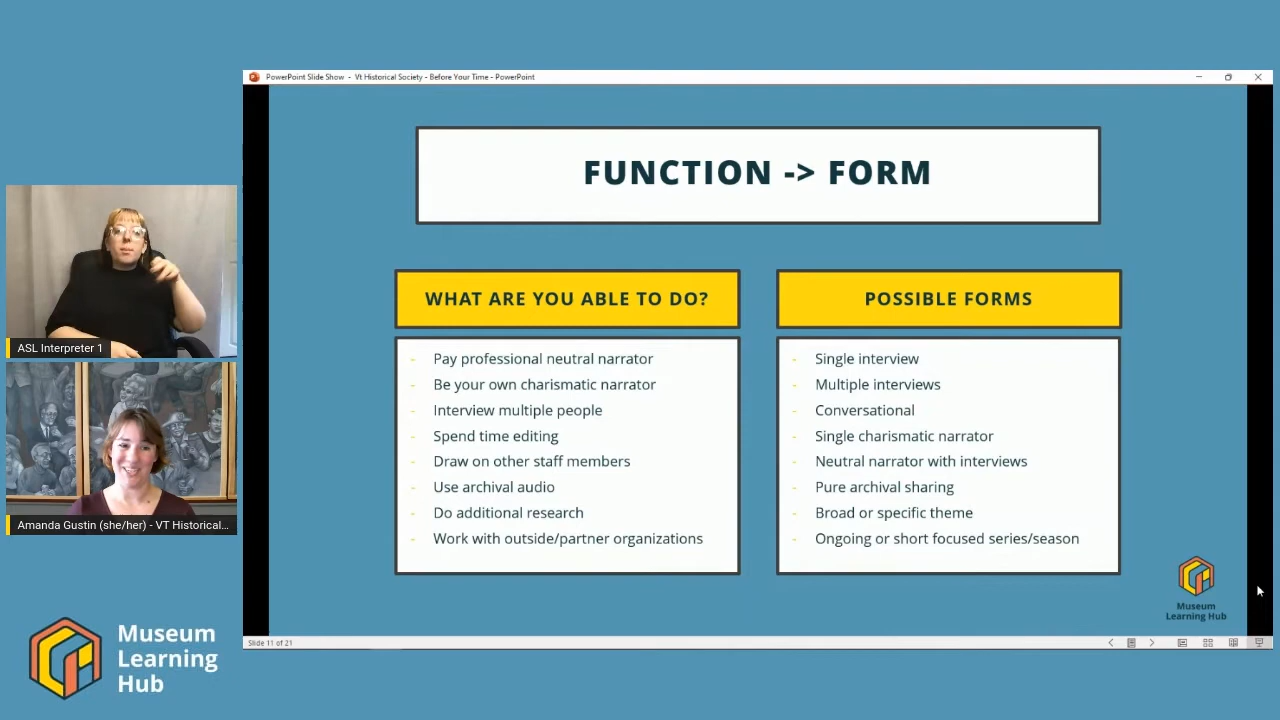 PowerPoint Slide Show - Vt Historical Society - Before Your Time - PowerPoint
FUNCTION -> FORM
WHAT ARE YOU ABLE TO DO?
- Pay professional neutral narrator
- Be your own charismatic narrator
- Interview multiple people
- Spend time editing
- Draw on other staff members
- Use archival audio
- Do additional research
- Work with outside/partner organizations
POSSIBLE FORMS
- Single interview
- Multiple interviews
- Conversational
- Single charismatic narrator
- Neutral narrator with interviews
- Pure archival sharing
- Broad or specific theme
- Ongoing or short focused series/season
Museum
Learning Hub
Slide 11 of 21
ASL Interpreter 1
Amanda Gustin (she/her) - VT Historical...
Museum
Learning
Hub